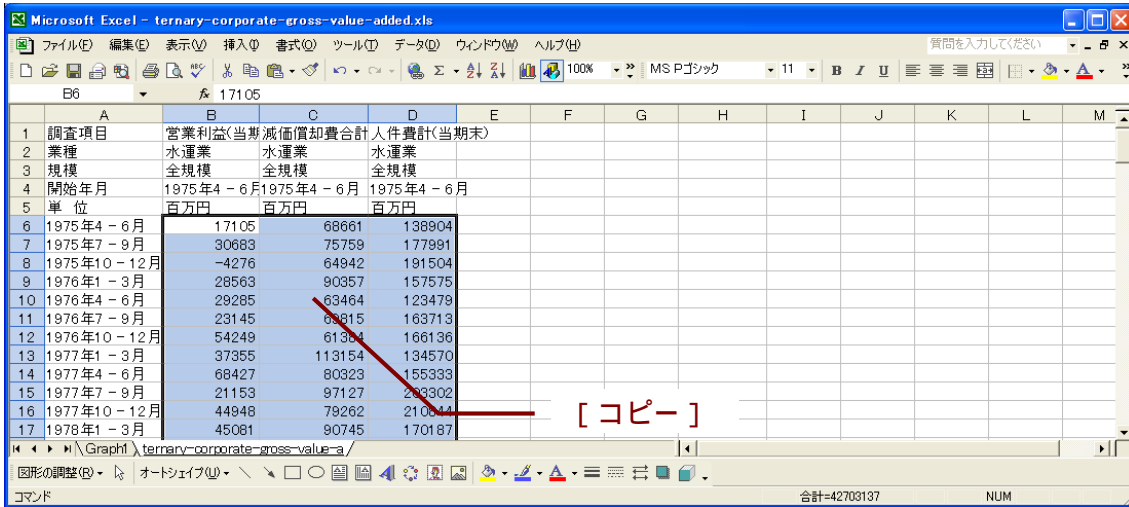 Microsoft Excel - ternary-corporate-gross-value-added.xls
ファイル(F) 編集(E) 表示(V) 挿入(I) 書式(O) ツール(T) データ(D) ウィンドウ(W) ヘルプ(H) 質問を入力してください
100% MS Pゴシック 11 B I U
B6 fx 17105
A B C D E F G H I J K L M
1 調査項目 営業利益(当期 減価償却費合計 人件費計(当期末)
2 業種 水運業 水運業 水運業
3 規模 全規模 全規模 全規模
4 開始年月 1975年4-6月 1975年4-6月 1975年4-6月
5 単 位 百万円 百万円 百万円
6 1975年4-6月 17105 68661 138904
7 1975年7-9月 30683 75759 177991
8 1975年10-12月 -4276 64942 191504
9 1976年1-3月 28563 90357 157575
10 1976年4-6月 29285 63464 123479
11 1976年7-9月 23145 69815 163713
12 1976年10-12月 54249 166136
13 1977年1-3月 37355 113154 134570
14 1977年4-6月 68427 80323 155333
15 1977年7-9月 21153 97127 203302
16 1977年10-12月 44948 79262
17 1978年1-3月 45081 90745 170187
[コピー]
Graph1 ternary-corporate-gross-value-a
図形の調整(R) オートシェイプ(U)
コマンド 合計=42703137 NUM